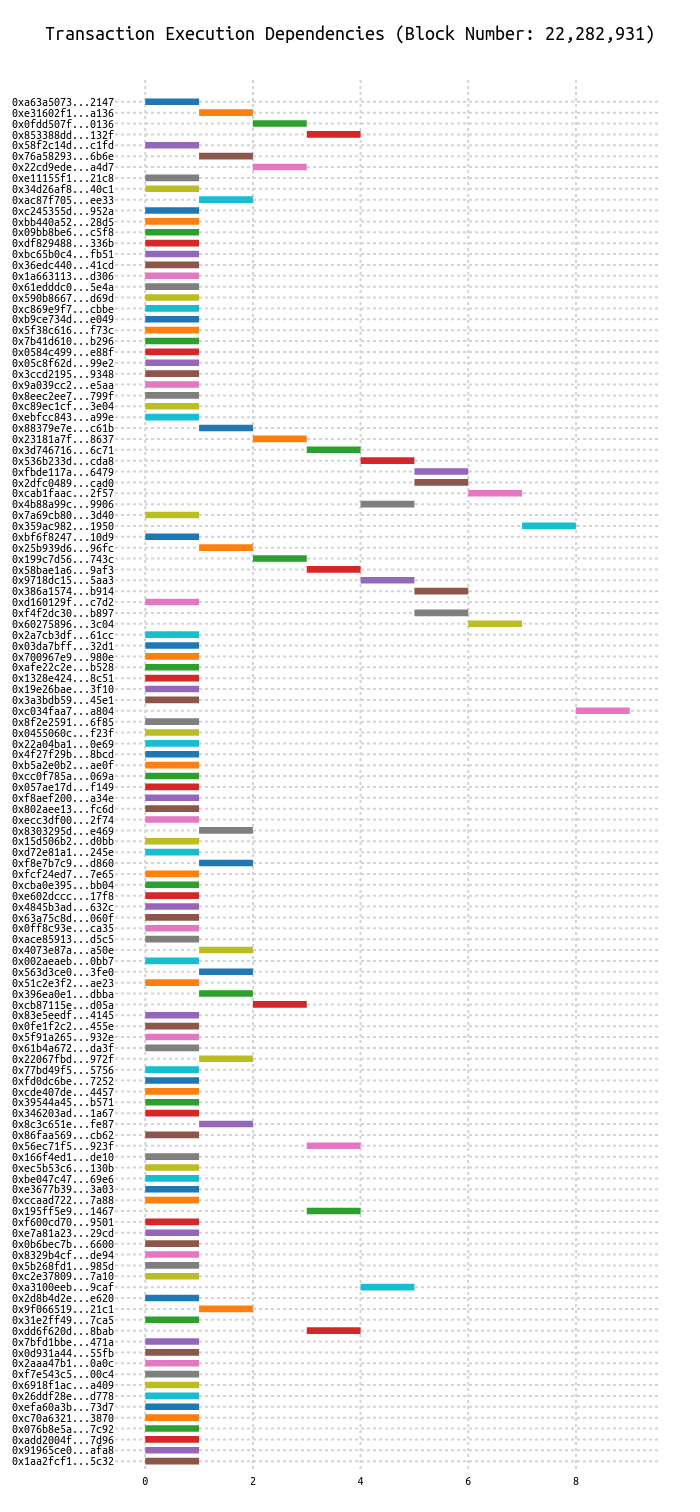 Transaction Execution Dependencies (Block Number: 22,282,931)
0xa63a5073...2147
0xe31602f1...a136
0x0fdd507f...0136
0x853388dd...132f
0x58f2c14d...c1fd
0x76a58293...6b6e
0x22cd9ede...a4d7
0xe11155f1...21c8
0x34d26af8...40c1
0xac87f705...ee33
0xc245355d...952a
0xbb440a52...28d5
0x09bb8be6...c5f8
0xdf829488...336b
0xbc65b0c4...fb51
0x36edc440...41cd
0x1a663113...d306
0x61edddc0...5e4a
0x590b8667...d69d
0xc869e9f7...cbbe
0xb9ce734d...e049
0x5f38c616...f73c
0x7b41d610...b296
0x0584c499...e88f
0x05c8f62d...99e2
0x3ccd2195...9348
0x9a039cc2...e5aa
0x8eec2ee7...799f
0xc89ec1cf...3e04
0xebfcc843...a99e
0x88379e7e...c61b
0x23181a7f...8637
0x3d746716...6c71
0x536b233d...cda8
0xfbde117a...6479
0x2dfc0489...cad0
0xcab1faac...2f57
0x4b88a99c...9906
0x7a69cb80...3d40
0x359ac982...1950
0xbf6f8247...10d9
0x25b939d6...96fc
0x199c7d56...743c
0x58bae1a6...9af3
0x9718dc15...5aa3
0x386a1574...b914
0xd160129f...c7d2
0xf4f2dc30...b897
0x60275896...3c04
0x2a7cb3df...61cc
0x03da7bff...32d1
0x700967e9...980e
0xafe22c2e...b528
0x1328e424...8c51
0x19e26bae...3f10
0x3a3bdb59...45e1
0xc034faa7...a804
0x8f2e2591...6f85
0x0455060c...f23f
0x22a04ba1...0e69
0x4f27f29b...8bcd
0xb5a2e0b2...ae0f
0xcc0f785a...069a
0x057ae17d...f149
0xf8aef200...a34e
0x802aee13...fc6d
0xecc3df00...2f74
0x8303295d...e469
0x15d506b2...d0bb
0xd72e81a1...245e
0xf8e7b7c9...d860
0xfcf24ed7...7e65
0xcba0e395...bb04
0xe602dccc...17f8
0x4845b3ad...632c
0x63a75c8d...060f
0x0ff8c93e...ca35
0xace85913...d5c5
0x4073e87a...a50e
0x002aeaeb...0bb7
0x563d3ce0...3fe0
0x51c2e3f2...ae23
0x396ea0e1...dbba
0xcb87115e...d05a
0x83e5eedf...4145
0x0fe1f2c2...455e
0x5f91a265...932e
0x61b4a672...da3f
0x22067fbd...972f
0x77bd49f5...5756
0xfd0dc6be...7252
0xcde407de...4457
0x39544a45...b571
0x346203ad...1a67
0x8c3c651e...fe87
0x86faa569...cb62
0x56ec71f5...923f
0x166f4ed1...de10
0xec5b53c6...130b
0xbe047c47...69e6
0xe3677b39...3a03
0xccaad722...7a88
0x195ff5e9...1467
0xf600cd70...9501
0xe7a81a23...29cd
0x0b6bec7b...6600
0x8329b4cf...de94
0x5b268fd1...985d
0xc2e37809...7a10
0xa3100eeb...9caf
0x2d8b4d2e...e620
0x9f066519...21c1
0x31e2ff49...7ca5
0xdd6f620d...8bab
0x7bfd1bbe...471a
0x0d931a44...55fb
0x2aaa47b1...0a0c
0xf7e543c5...00c4
0x6918f1ac...a409
0x26ddf28e...d778
0xefa60a3b...73d7
0xc70a6321...3870
0x076b8e5a...7c92
0xadd2004f...7d96
0x91965ce0...afa8
0x1aa2fcf1...5c32
0 2 4 6 8